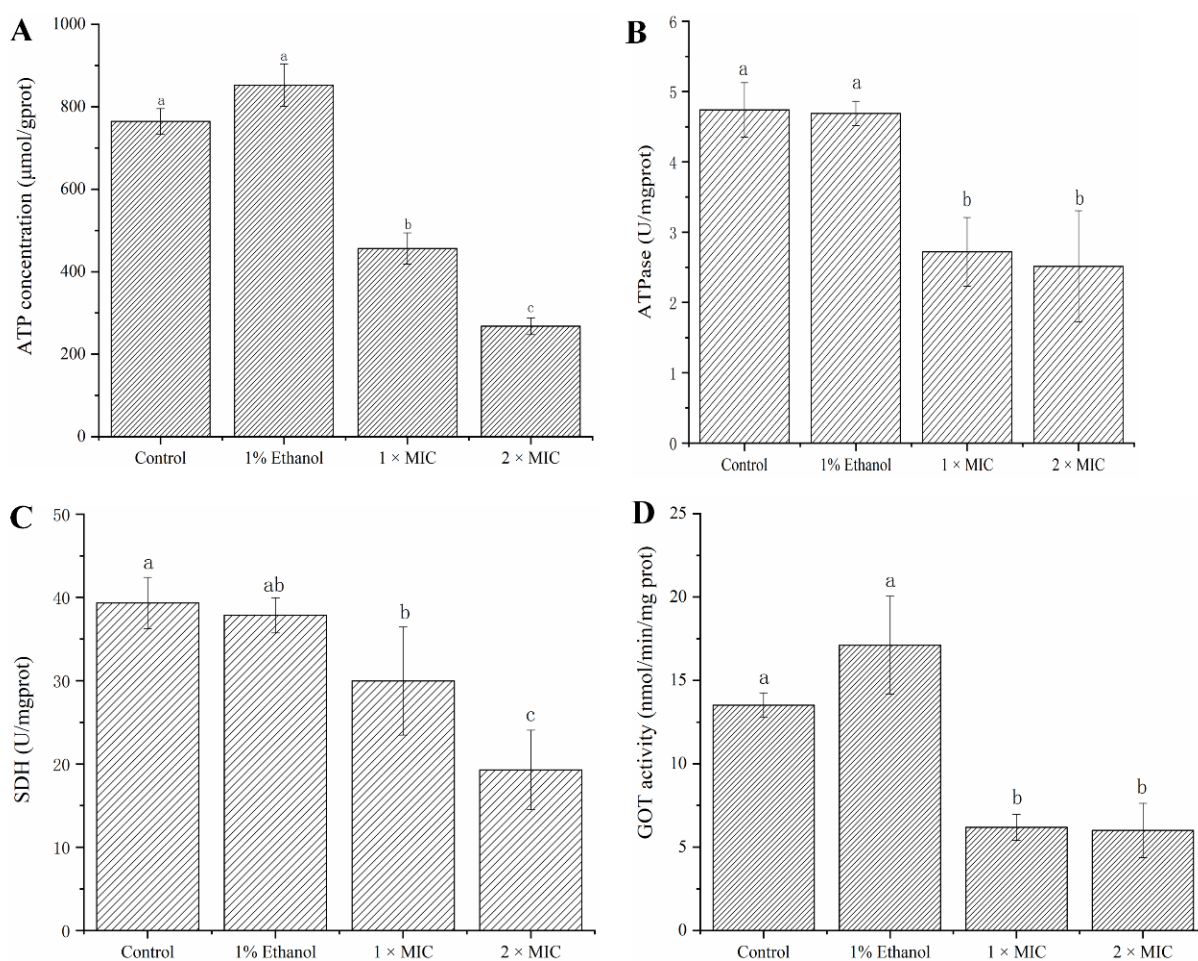 A
ATP concentration (μmol/gprot)
1000
800
600
400
200
0
a
a
b
c
Control 1% Ethanol 1 × MIC 2 × MIC
B
ATPase (U/mgprot)
6
5
4
3
2
1
0
a
a
b
b
Control 1% Ethanol 1 × MIC 2 × MIC
C
SDH (U/mgprot)
50
40
30
20
10
0
a
ab
b
c
Control 1% Ethanol 1 × MIC 2 × MIC
D
GOT activity (nmol/min/mg prot)
25
20
15
10
5
0
a
a
b
b
Control 1% Ethanol 1 × MIC 2 × MIC